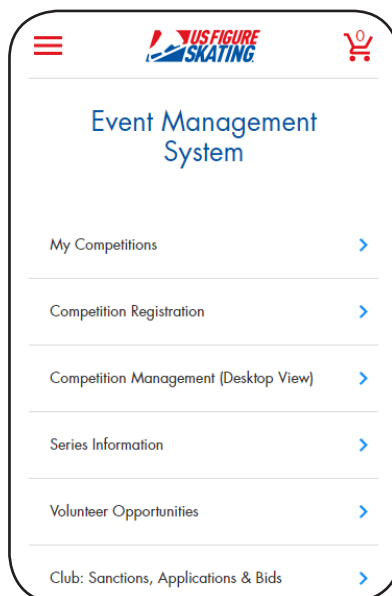 US FIGURE
SKATING
0
Event Management
System
My Competitions
Competition Registration
Competition Management (Desktop View)
Series Information
Volunteer Opportunities
Club: Sanctions, Applications & Bids